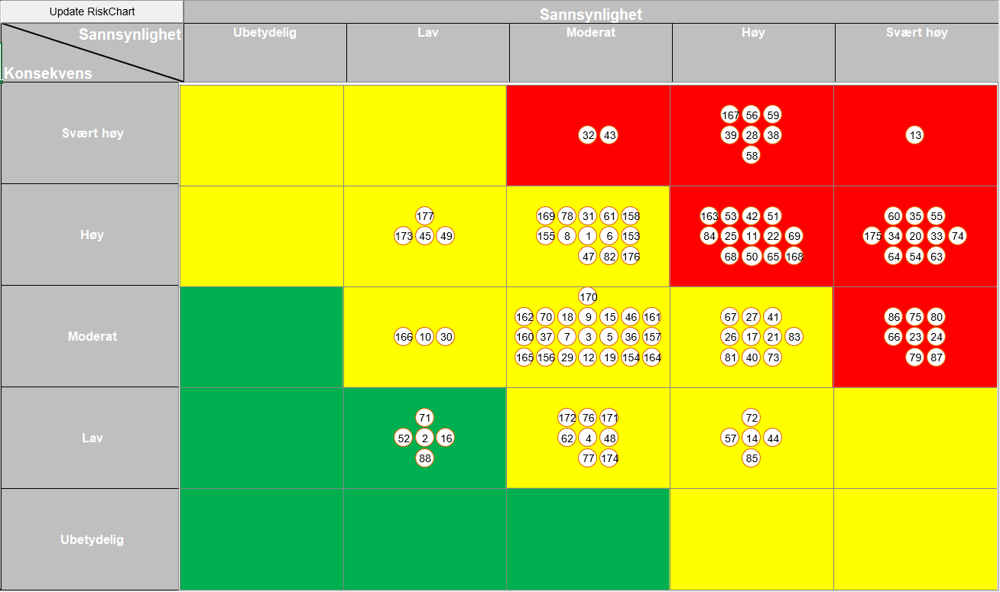 Update RiskChart
Sannsynlighet
Sannsynlighet
Konsekvens
Ubetydelig
Lav
Moderat
Høy
Svært høy
Svært høy
32 43
167 56 59
39 28 38
58
13
Høy
177
173 45 49
169 78 31 61 158
155 8 1 6 153
47 82 176
163 53 42 51
84 25 11 22 69
68 50 65 168
60 35 55
175 34 20 33 74
64 54 63
Moderat
166 10 30
170
162 70 18 9 15 46 161
160 37 7 3 5 36 157
165 156 29 12 19 154 164
67 27 41
26 17 21 83
81 40 73
86 75 80
66 23 24
79 87
Lav
71
52 2 16
88
172 76 171
62 4 48
77 174
72
57 14 44
85
Ubetydelig